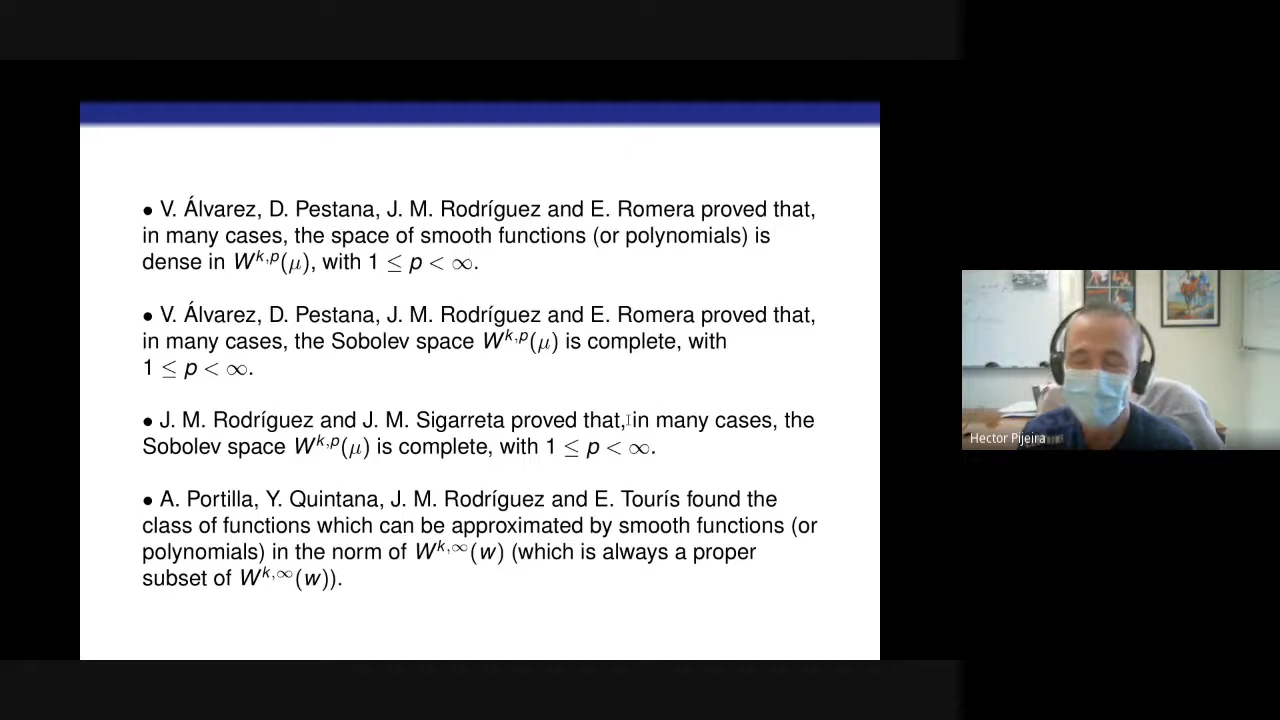 • V. Álvarez, D. Pestana, J. M. Rodríguez and E. Romera proved that,
in many cases, the space of smooth functions (or polynomials) is
dense in W^{k,p}(μ), with 1 ≤ p < ∞.
• V. Álvarez, D. Pestana, J. M. Rodríguez and E. Romera proved that,
in many cases, the Sobolev space W^{k,p}(μ) is complete, with
1 ≤ p < ∞.
• J. M. Rodríguez and J. M. Sigarreta proved that, in many cases, the
Sobolev space W^{k,p}(μ) is complete, with 1 ≤ p < ∞.
• A. Portilla, Y. Quintana, J. M. Rodríguez and E. Tourís found the
class of functions which can be approximated by smooth functions (or
polynomials) in the norm of W^{k,∞}(w) (which is always a proper
subset of W^{k,∞}(w)).
Hector Pijeira